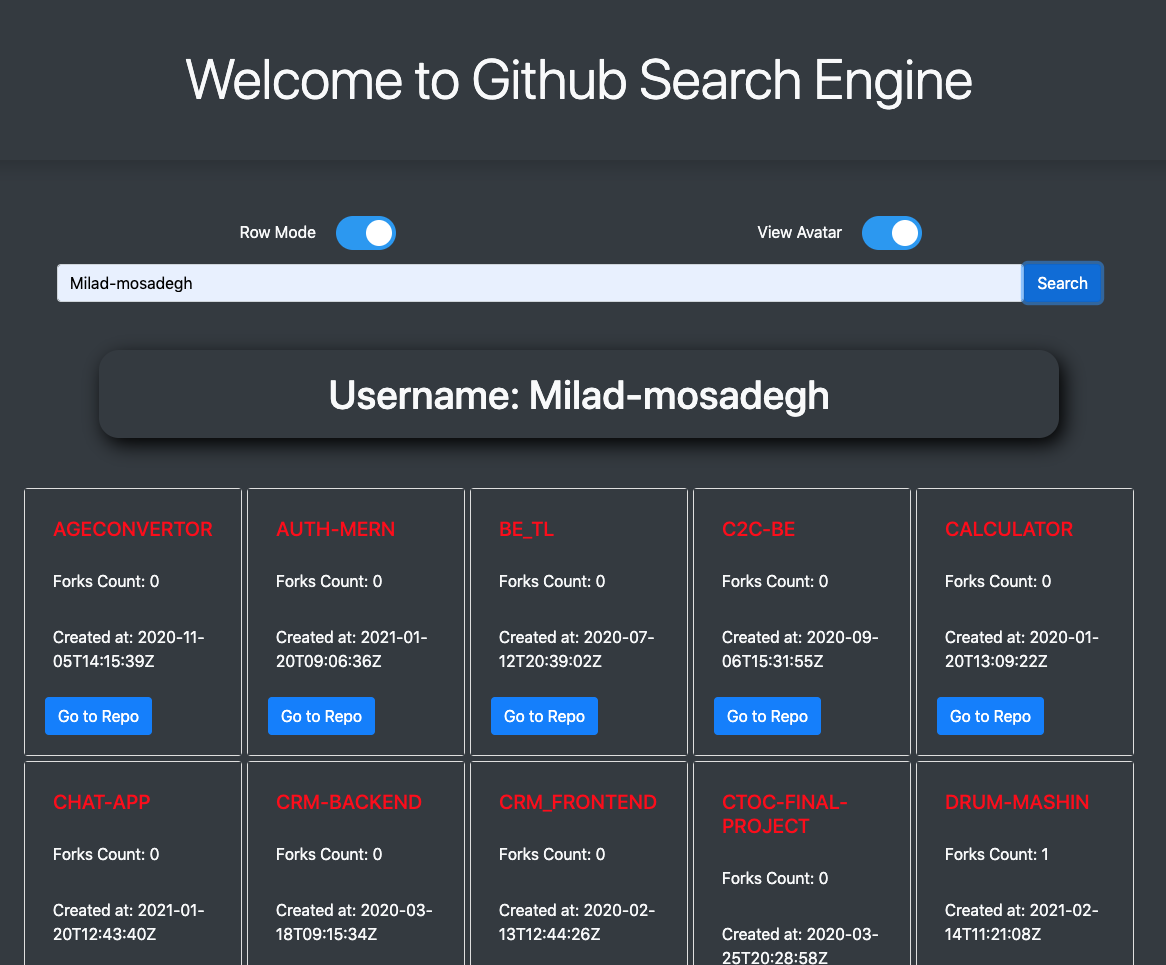 Welcome to Github Search Engine
Row Mode
View Avatar
Milad-mosadegh
Search
Username: Milad-mosadegh
AGECONVERTOR
Forks Count: 0
Created at: 2020-11-
05T14:15:39Z
Go to Repo
AUTH-MERN
Forks Count: 0
Created at: 2021-01-
20T09:06:36Z
Go to Repo
BE_TL
Forks Count: 0
Created at: 2020-07-
12T20:39:02Z
Go to Repo
C2C-BE
Forks Count: 0
Created at: 2020-09-
06T15:31:55Z
Go to Repo
CALCULATOR
Forks Count: 0
Created at: 2020-01-
20T13:09:22Z
Go to Repo
CHAT-APP
Forks Count: 0
Created at: 2021-01-
20T12:43:40Z
CRM-BACKEND
Forks Count: 0
Created at: 2020-03-
18T09:15:34Z
CRM_FRONTEND
Forks Count: 0
Created at: 2020-02-
13T12:44:26Z
CTOC-FINAL-
PROJECT
Forks Count: 0
Created at: 2020-03-
25T20:28:58Z
DRUM-MASHIN
Forks Count: 1
Created at: 2021-02-
14T11:21:08Z